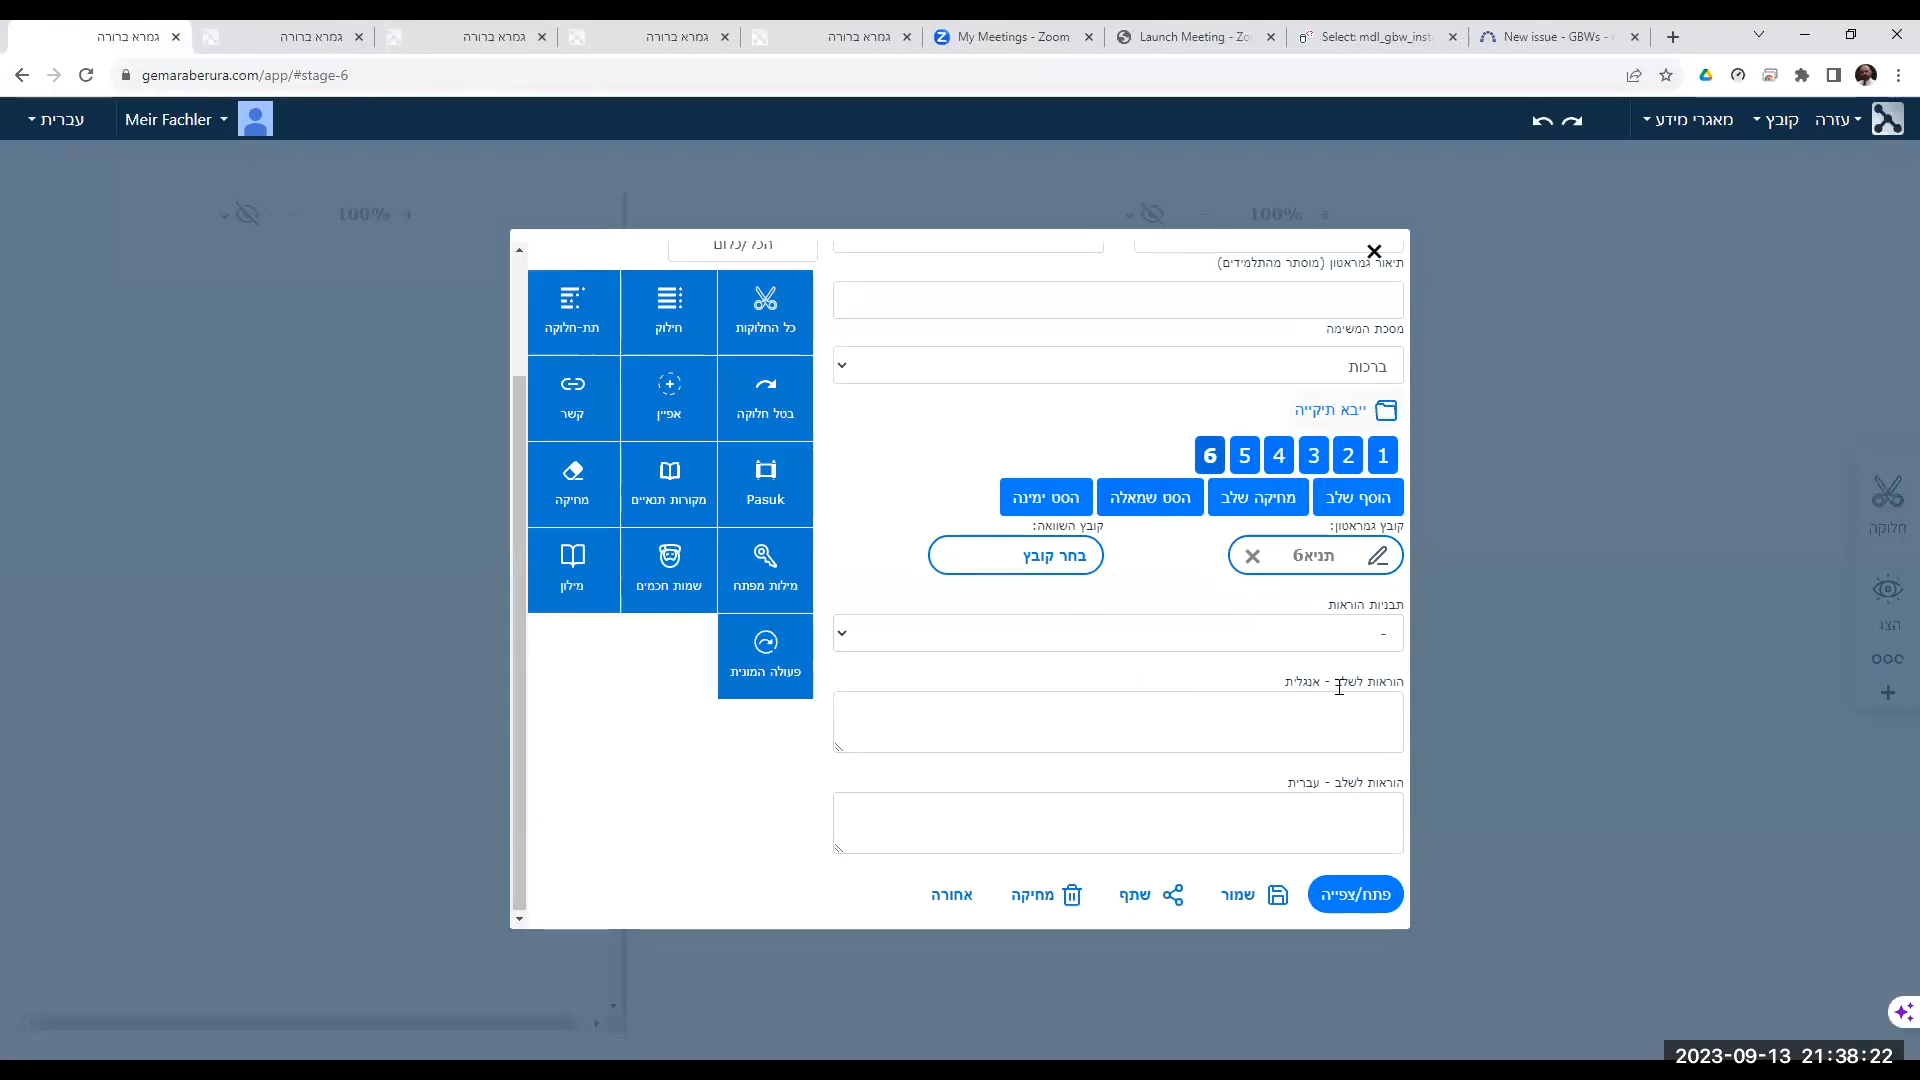 גמרא ברורה
גמרא ברורה
גמרא ברורה
גמרא ברורה
גמרא ברורה
My Meetings - Zoom
Launch Meeting - Zo
Select: mdl_gbw_inst
New issue - GBWs -
gemaraberura.com/app/#stage-6
עברית
Meir Fachler
מאגרי מידע
קובץ
עזרה
100%
100%
הכל/כלום
תיאור גמראטון (מוסתר מהתלמידים)
מסכת המשימה
ברכות
ייבא תיקייה
1 2 3 4 5 6
הוסף שלב
מחיקה שלב
הסט שמאלה
הסט ימינה
קובץ גמראטון:
קובץ השוואה:
תניא6
בחר קובץ
תבניות הוראות
-
הוראות לשלב - אנגלית
הוראות לשלב - עברית
פתח/צפייה
שמור
שתף
מחיקה
אחורה
כל החלוקות
חילוק
תת-חלוקה
בטל חלוקה
אפיין
קשר
Pasuk
מקורות תנאיים
מחיקה
מילות מפתח
שמות חכמים
מילון
פעולה המונית
חלוקה
הצג
2023-09-13 21:38:22